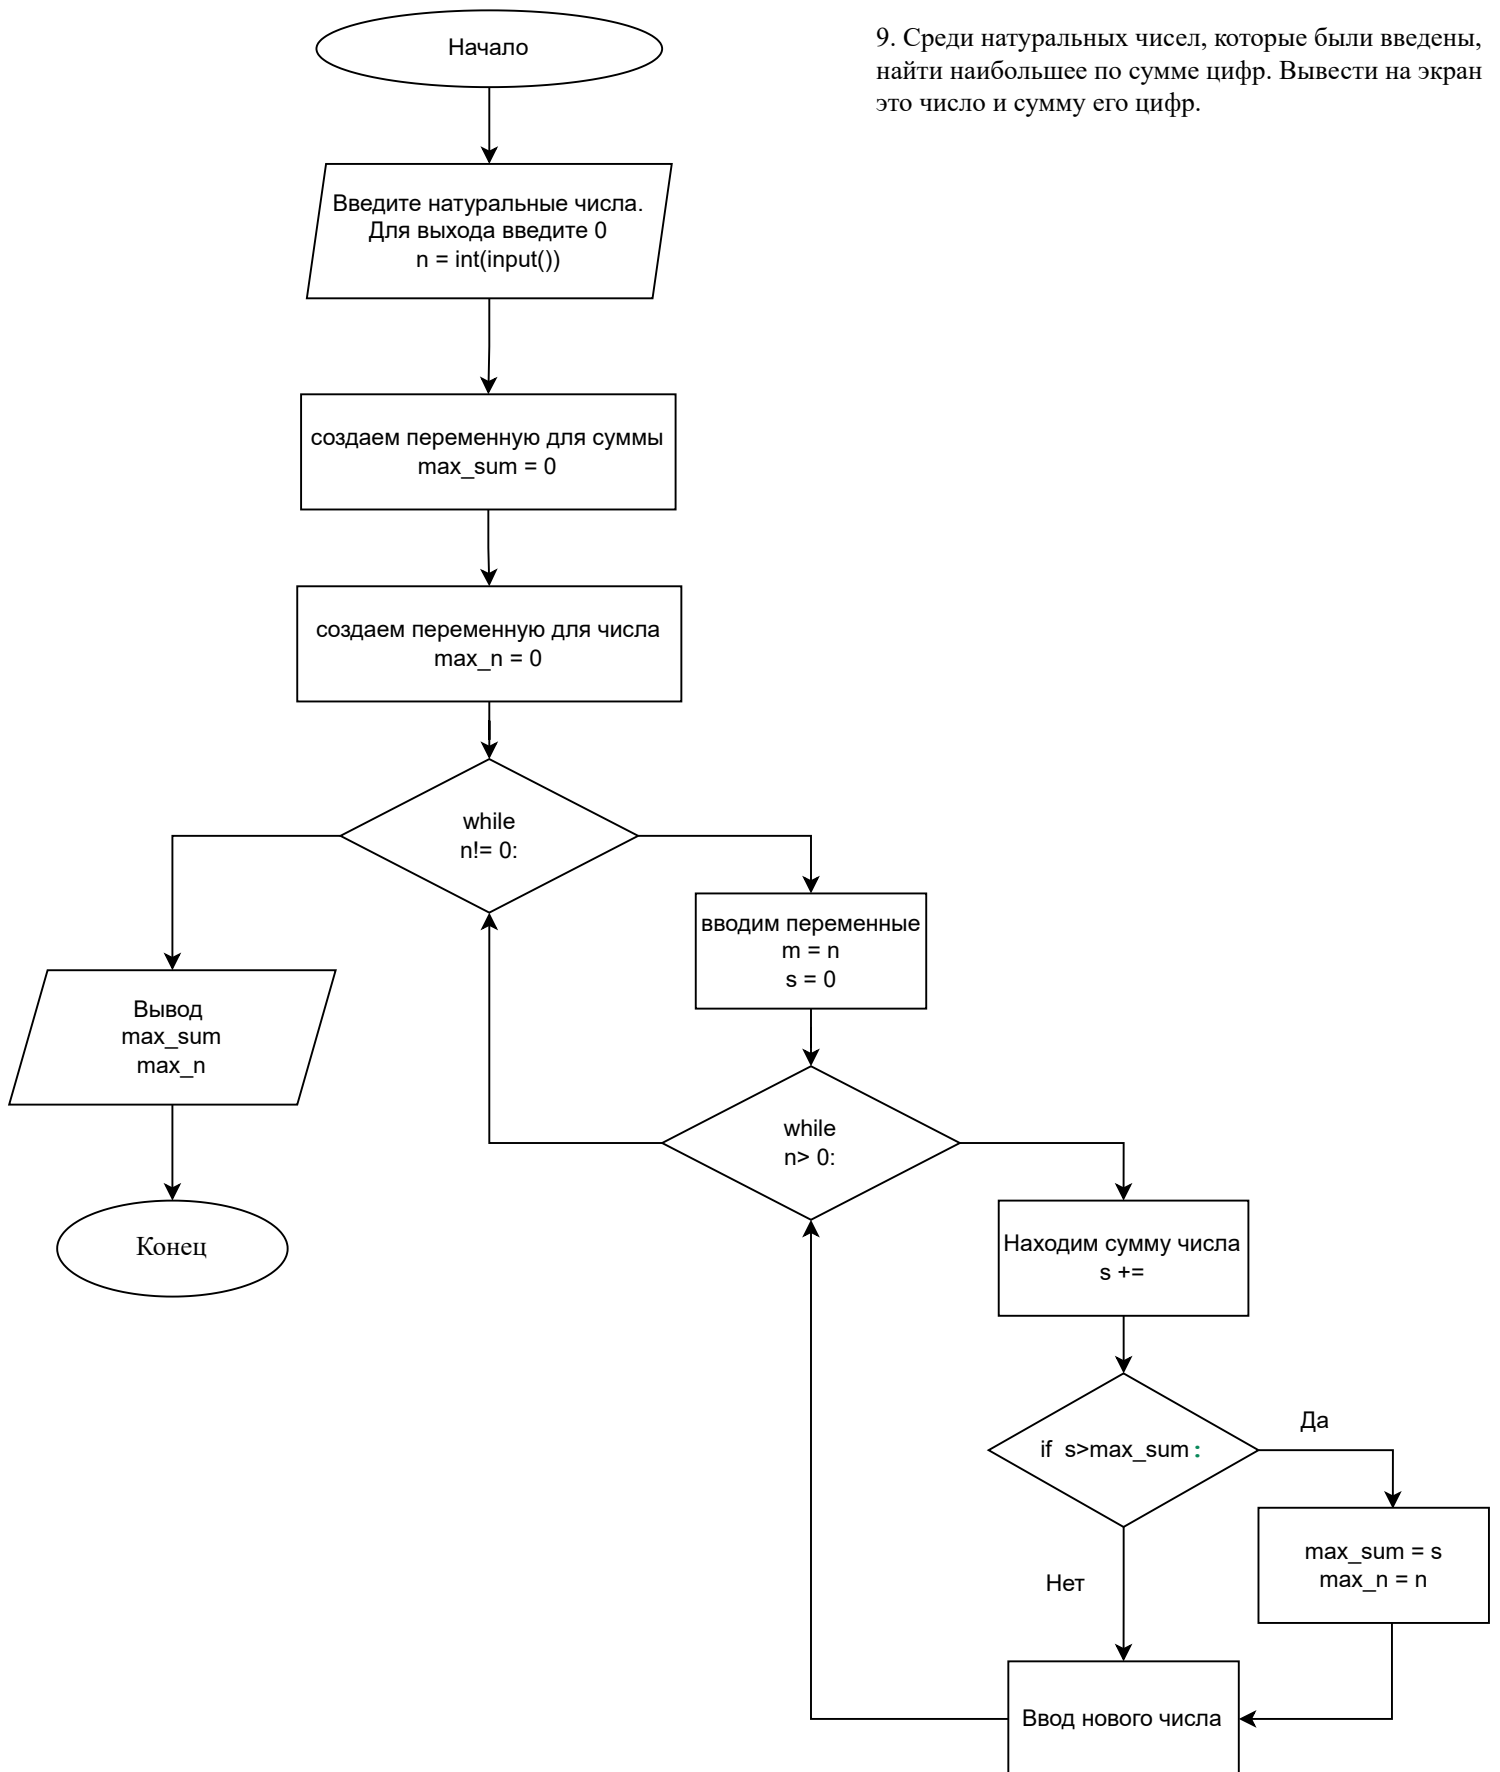 Начало
9. Среди натуральных чисел, которые были введены,
найти наибольшее по сумме цифр. Вывести на экран
это число и сумму его цифр.
Введите натуральные числа.
Для выхода введите 0
n = int(input())
создаем переменную для суммы
max_sum = 0
создаем переменную для числа
max_n = 0
while
n!= 0:
вводим переменные
m = n
s = 0
Вывод
max_sum
max_n
while
n> 0:
Конец
Находим сумму числа
s +=
if s>max_sum:
Да
max_sum = s
max_n = n
Нет
Ввод нового числа